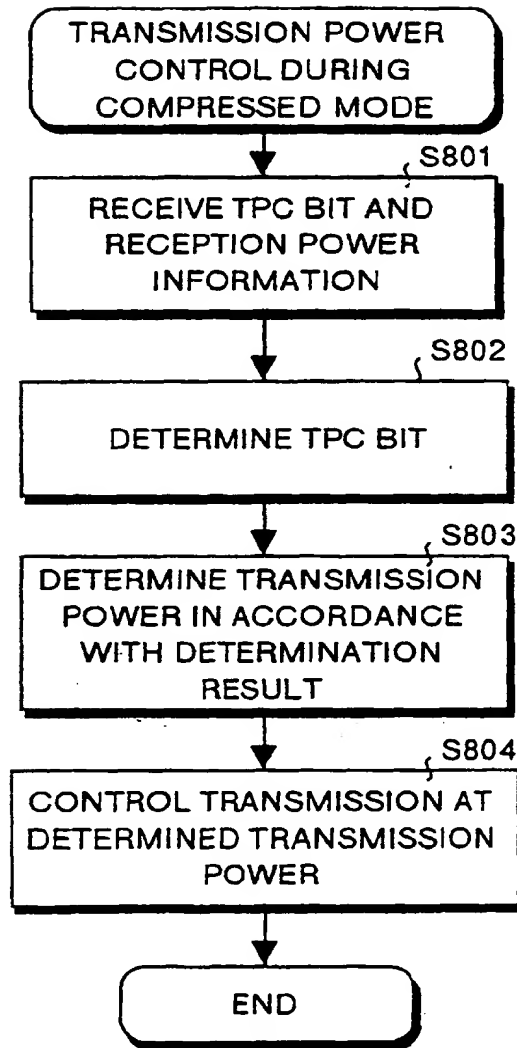 TRANSMISSION POWER
CONTROL DURING
COMPRESSED MODE
S801
RECEIVE TPC BIT AND
RECEPTION POWER
INFORMATION
S802
DETERMINE TPC BIT
S803
DETERMINE TRANSMISSION
POWER IN ACCORDANCE
WITH DETERMINATION
RESULT
S804
CONTROL TRANSMISSION AT
DETERMINED TRANSMISSION
POWER
END